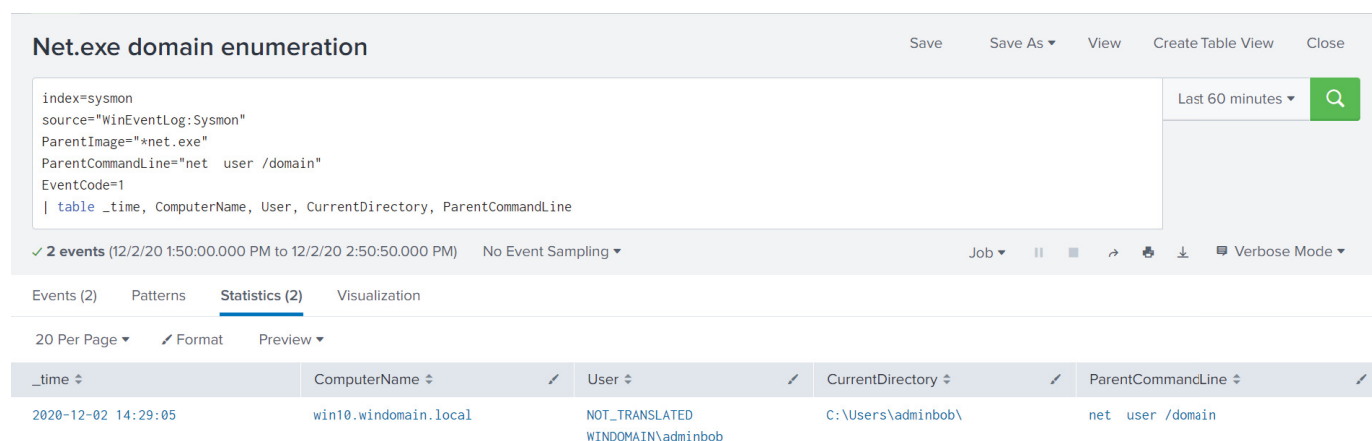 Net.exe domain enumeration
Save Save As View Create Table View Close
index=sysmon
source="WinEventLog:Sysmon"
ParentImage="*net.exe"
ParentCommandLine="net  user /domain"
EventCode=1
| table _time, ComputerName, User, CurrentDirectory, ParentCommandLine
Last 60 minutes
2 events (12/2/20 1:50:00.000 PM to 12/2/20 2:50:50.000 PM) No Event Sampling Job Verbose Mode
Events (2) Patterns Statistics (2) Visualization
20 Per Page Format Preview
_time ComputerName User CurrentDirectory ParentCommandLine
2020-12-02 14:29:05 win10.windomain.local NOT_TRANSLATED C:\Users\adminbob\ net  user /domain
WINDOMAIN\adminbob